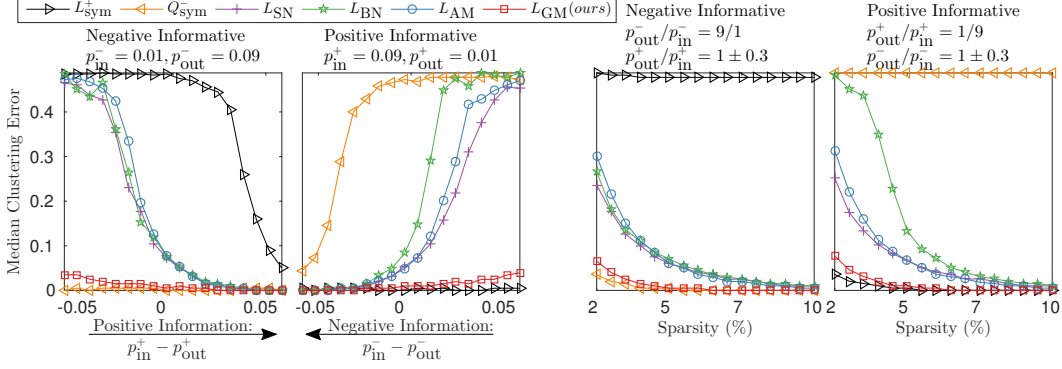 L⁺sym Q⁻sym L_SN L_BN L_AM L_GM(ours)
Negative Informative
p⁻in = 0.01, p⁻out = 0.09
Positive Informative
p⁺in = 0.09, p⁻out = 0.01
Negative Informative
p⁻out/p⁻in = 9/1
p⁺out/p⁺in = 1 ± 0.3
Positive Informative
p⁺out/p⁺in = 1/9
p⁻out/p⁻in = 1 ± 0.3
Median Clustering Error
0.4
0.3
0.2
0.1
0
-0.05 0 0.05
-0.05 0 0.05
2 5 7 10
2 5 7 10
Positive Information:
p⁺in − p⁺out
Negative Information:
p⁻in − p⁻out
Sparsity (%)
Sparsity (%)